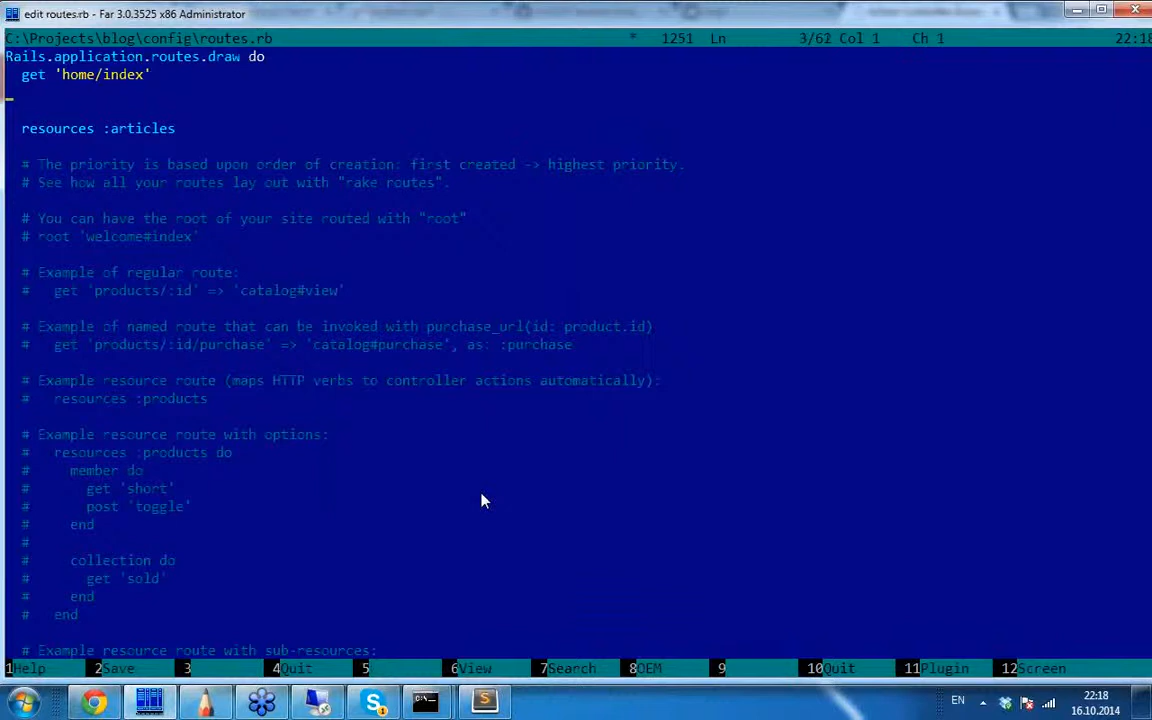 edit routes.rb - Far 3.0.3525 x86 Administrator
C:\Projects\blog\config\routes.rb * 1251 Ln 3/62 Col 1 Ch 1 22:18
Rails.application.routes.draw do
get 'home/index'
resources :articles
# The priority is based upon order of creation: first created -> highest priority.
# See how all your routes lay out with "rake routes".
# You can have the root of your site routed with "root"
# root 'welcome#index'
# Example of regular route:
#   get 'products/:id' => 'catalog#view'
# Example of named route that can be invoked with purchase_url(id: product.id)
#   get 'products/:id/purchase' => 'catalog#purchase', as: :purchase
# Example resource route (maps HTTP verbs to controller actions automatically):
#   resources :products
# Example resource route with options:
#   resources :products do
#     member do
#       get 'short'
#       post 'toggle'
#     end
#
#     collection do
#       get 'sold'
#     end
#   end
# Example resource route with sub-resources:
1Help 2Save 3 4Quit 5 6View 7Search 8OEM 9 10Quit 11Plugin 12Screen
EN 22:18
16.10.2014